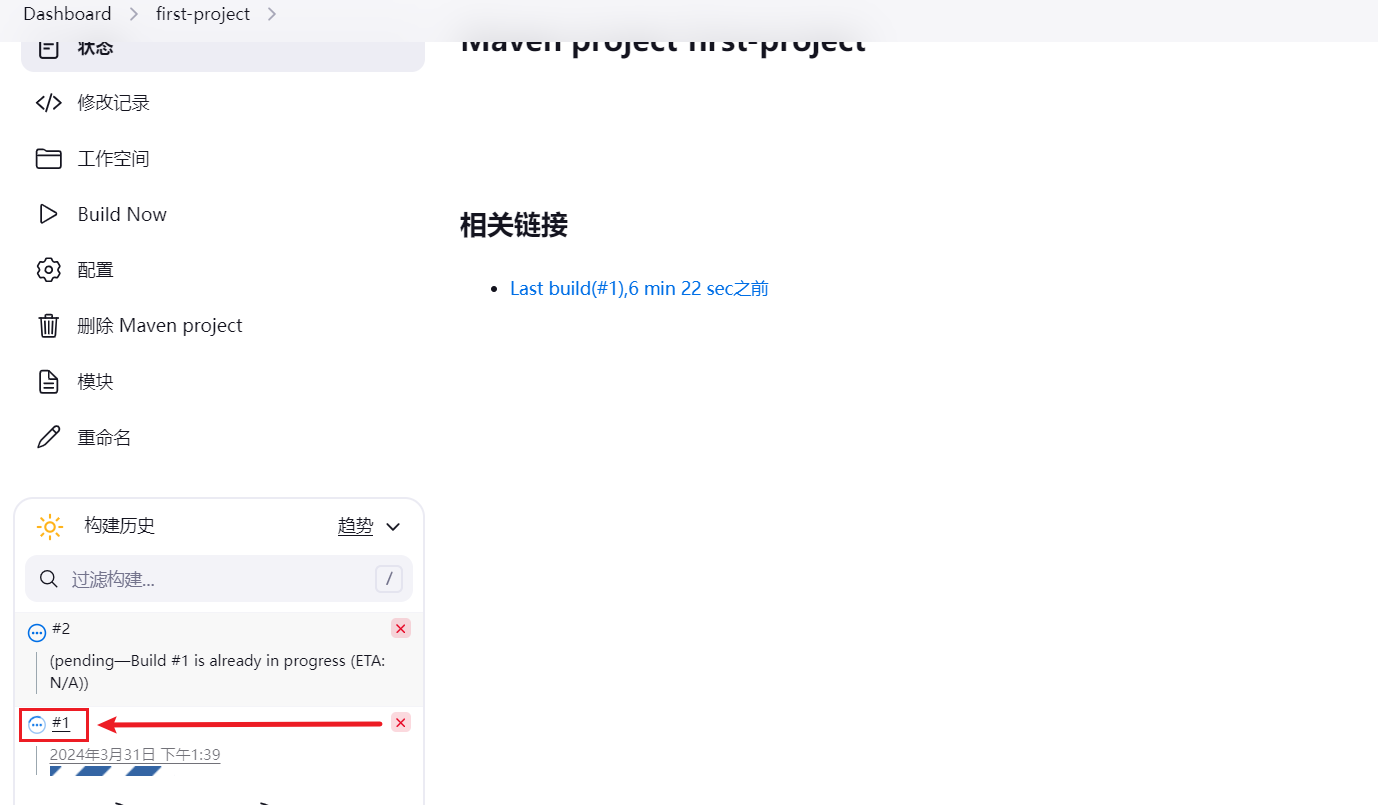 Dashboard > first-project >
状态
Maven project first-project
修改记录
工作空间
Build Now
配置
删除 Maven project
模块
重命名
相关链接
Last build(#1),6 min 22 sec之前
构建历史
趋势
过滤构建...
/
#2
(pending—Build #1 is already in progress (ETA:
N/A))
#1
2024年3月31日 下午1:39